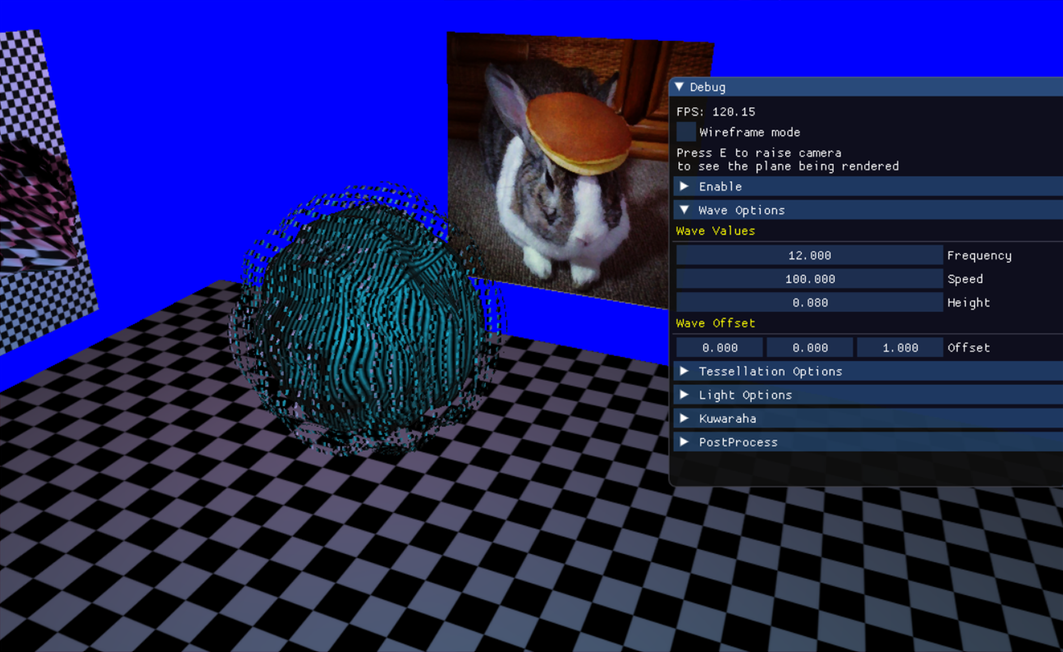 Debug
FPS: 120.15
Wireframe mode
Press E to raise camera
to see the plane being rendered
Enable
Wave Options
Wave Values
12.000 Frequency
100.000 Speed
0.080 Height
Wave Offset
0.000 0.000 1.000 Offset
Tessellation Options
Light Options
Kuwaraha
PostProcess